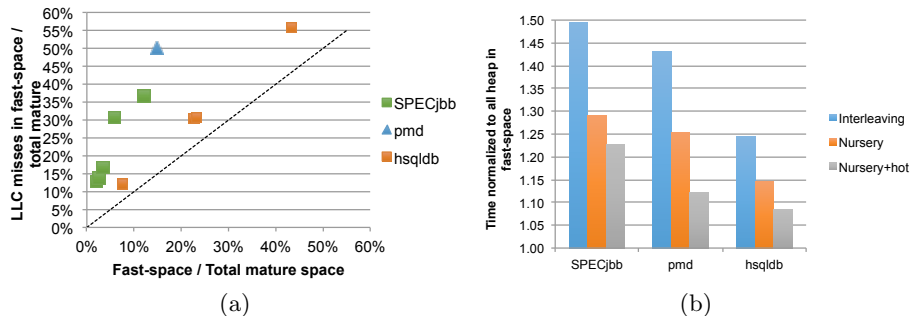 LLC misses in fast-space /
total mature
60%
55%
50%
45%
40%
35%
30%
25%
20%
15%
10%
5%
0%
0% 10% 20% 30% 40% 50% 60%
Fast-space / Total mature space
SPECjbb
pmd
hsqldb
(a)
Time normalized to all heap in
fast-space
1.50
1.45
1.40
1.35
1.30
1.25
1.20
1.15
1.10
1.05
1.00
SPECjbb pmd hsqldb
Interleaving
Nursery
Nursery+hot
(b)